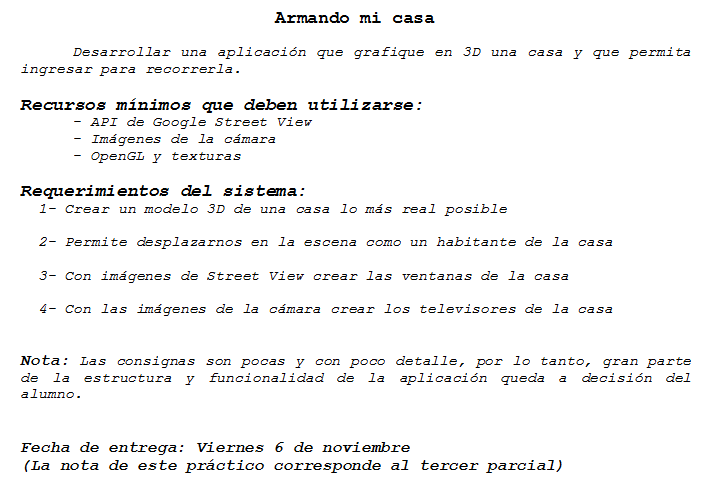 Armando mi casa
Desarrollar una aplicación que grafique en 3D una casa y que permita
ingresar para recorrerla.
Recursos mínimos que deben utilizarse:
- API de Google Street View
- Imágenes de la cámara
- OpenGL y texturas
Requerimientos del sistema:
1- Crear un modelo 3D de una casa lo más real posible
2- Permite desplazarnos en la escena como un habitante de la casa
3- Con imágenes de Street View crear las ventanas de la casa
4- Con las imágenes de la cámara crear los televisores de la casa
Nota: Las consignas son pocas y con poco detalle, por lo tanto, gran parte
de la estructura y funcionalidad de la aplicación queda a decisión del
alumno.
Fecha de entrega: Viernes 6 de noviembre
(La nota de este práctico corresponde al tercer parcial)